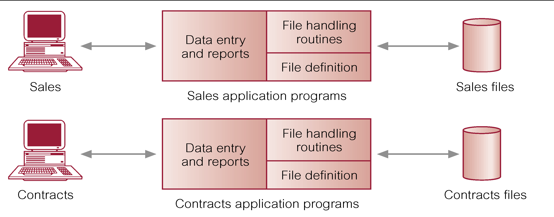 Data entry
and reports
File handling
routines
File definition
Sales
Sales application programs
Sales files
Data entry
and reports
File handling
routines
File definition
Contracts
Contracts application programs
Contracts files